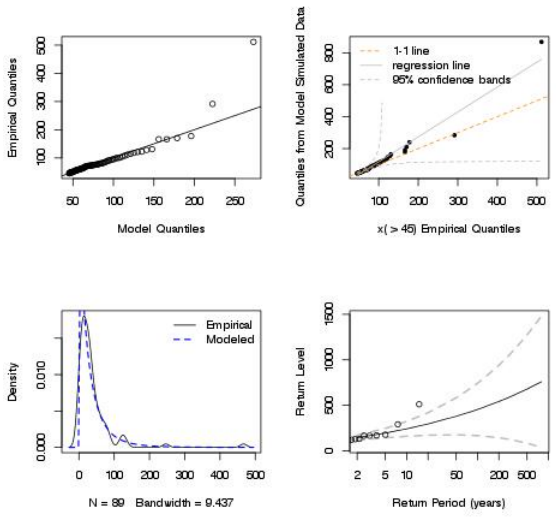 Empirical Quantiles
500
300
100
50
100
150
200
250
Model Quantiles
Quantiles from Model Simulated Data
800
600
400
200
1-1 line
regression line
95% confidence bands
100
200
300
400
500
x( > 45) Empirical Quantiles
Density
0.010
0.000
Empirical
Modeled
0
100
200
300
400
500
N = 89 Bandwidth = 9.437
Return Level
1500
1000
500
0
2
5
10
50
200
500
Return Period (years)